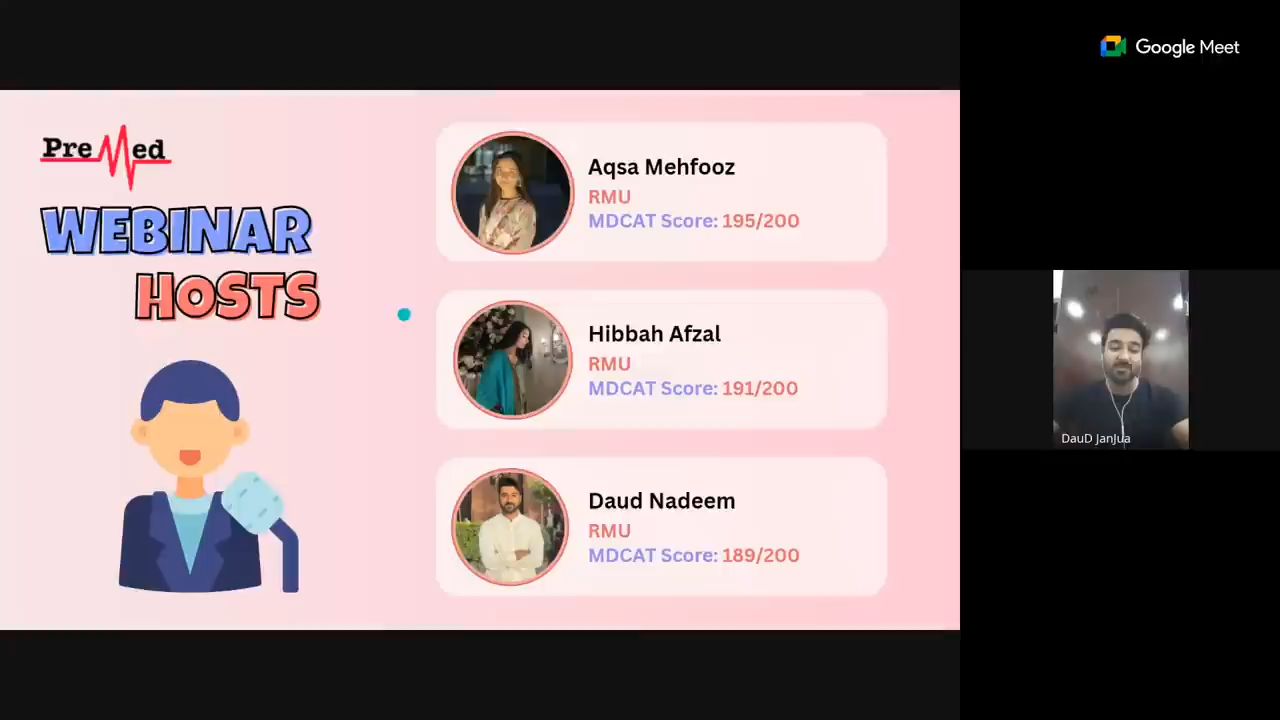 PreMed
WEBINAR
HOSTS
Aqsa Mehfooz
RMU
MDCAT Score: 195/200
Hibbah Afzal
RMU
MDCAT Score: 191/200
Daud Nadeem
RMU
MDCAT Score: 189/200
Google Meet
DauD JanJua